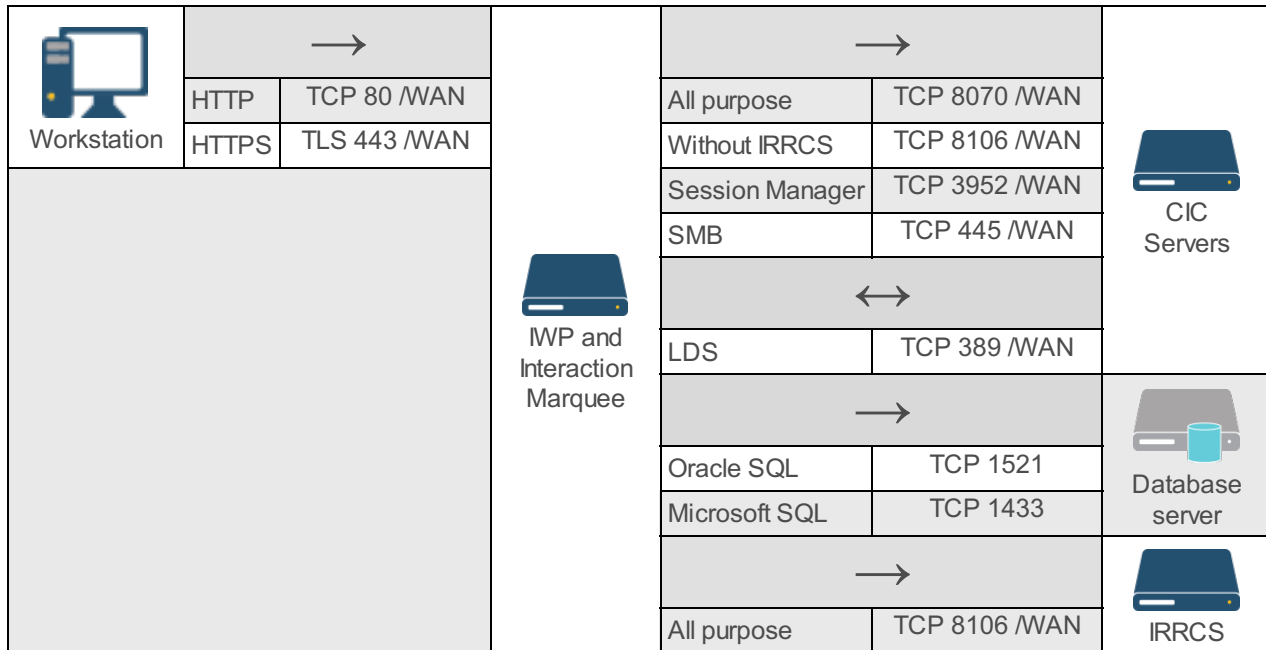 Workstation
HTTP TCP 80 /WAN
HTTPS TLS 443 /WAN
IWP and
Interaction
Marquee
All purpose TCP 8070 /WAN
Without IRRCS TCP 8106 /WAN
Session Manager TCP 3952 /WAN
SMB TCP 445 /WAN
LDS TCP 389 /WAN
CIC
Servers
Oracle SQL TCP 1521
Microsoft SQL TCP 1433
Database
server
All purpose TCP 8106 /WAN
IRRCS